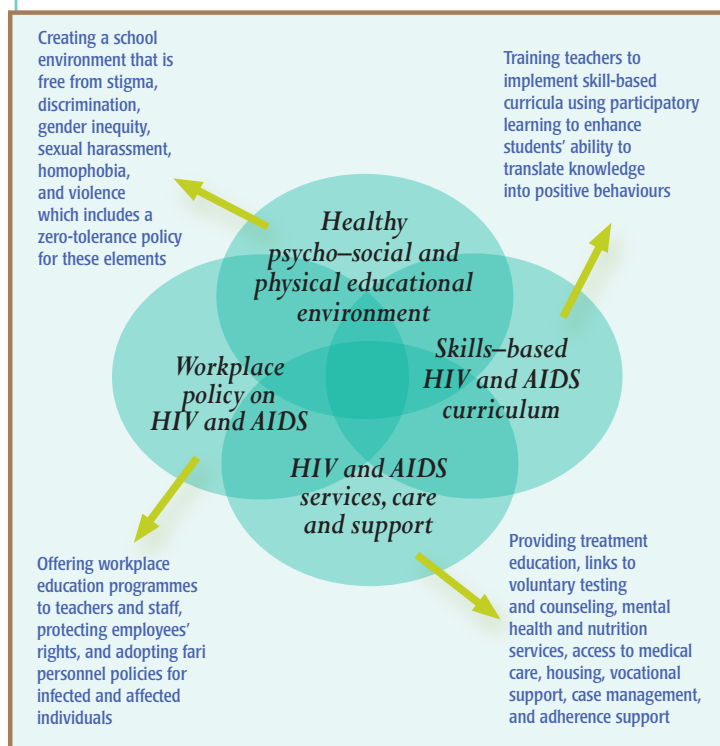 Creating a school
environment that is
free from stigma,
discrimination,
gender inequity,
sexual harassment,
homophobia,
and violence
which includes a
zero-tolerance policy
for these elements
Training teachers to
implement skill-based
curricula using participatory
learning to enhance
students' ability to
translate knowledge
into positive behaviours
Healthy
psycho–social and
physical educational
environment
Workplace
policy on
HIV and AIDS
Skills–based
HIV and AIDS
curriculum
HIV and AIDS
services, care
and support
Offering workplace
education programmes
to teachers and staff,
protecting employees'
rights, and adopting fari
personnel policies for
infected and affected
individuals
Providing treatment
education, links to
voluntary testing
and counseling, mental
health and nutrition
services, access to medical
care, housing, vocational
support, case management,
and adherence support